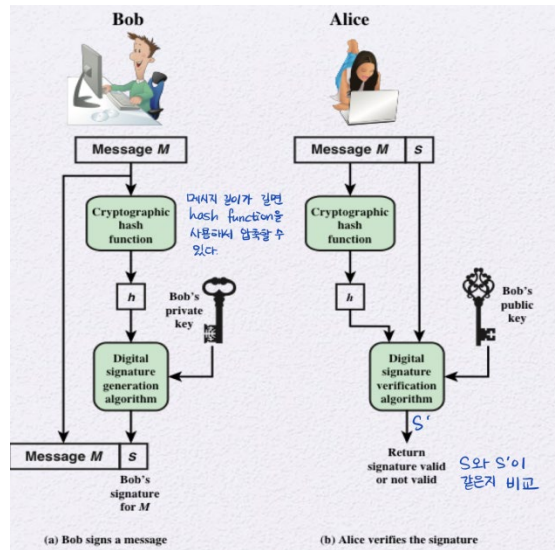 Bob
Alice
Message M
Cryptographic
hash
function
메시지 길이가 길면
hash function을
사용해서 압축할 수
있다.
h
Bob's
private
key
Digital
signature
generation
algorithm
Message M S
Bob's
signature
for M
(a) Bob signs a message
Message M S
Cryptographic
hash
function
h
Bob's
public
key
Digital
signature
verification
algorithm
S'
Return
signature valid
or not valid
S와 S'이
같은지 비교
(b) Alice verifies the signature